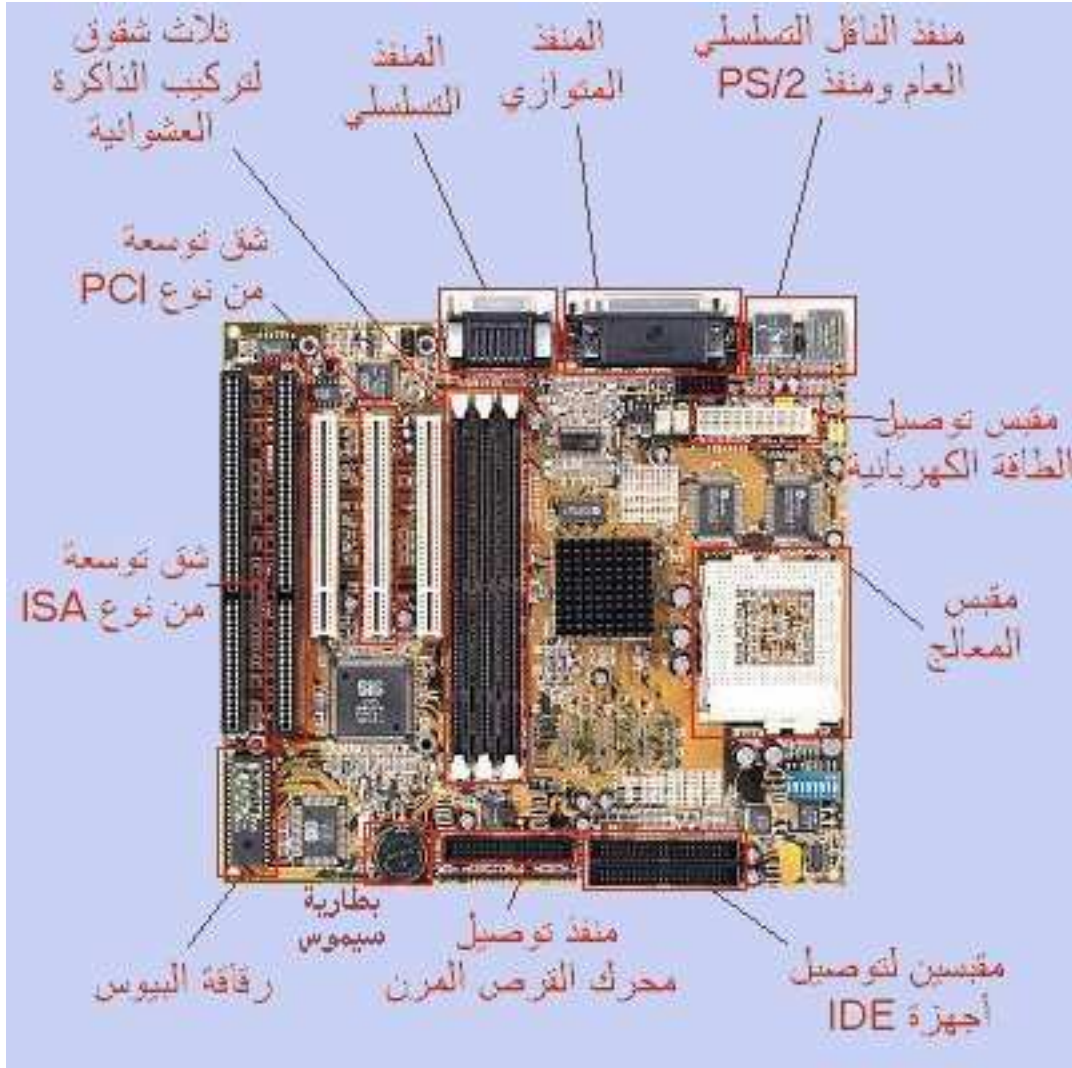 ثلاث شقوق
لتركيب الذاكرة
العشوائية
المنفذ
التسلسلي
المنفذ
المتوازي
منفذ الناقل التسلسلي
العام ومنفذ PS/2
شق توسعة
من نوع PCI
مقبس توصيل
الطاقة الكهربائية
شق توسعة
من نوع ISA
مقبس
المعالج
بطارية
سيموس
رقاقة البيوس
منفذ توصيل
محرك القرص المرن
مقبسين لتوصيل
أجهزة IDE